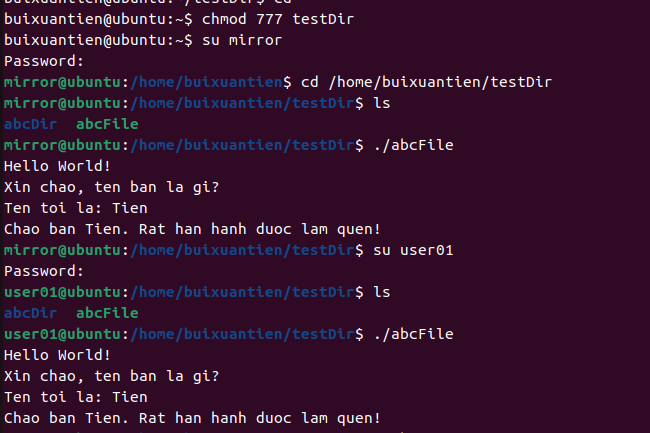 buixuantien@ubuntu:~/testDir$ cd
buixuantien@ubuntu:~$ chmod 777 testDir
buixuantien@ubuntu:~$ su mirror
Password:
mirror@ubuntu:/home/buixuantien$ cd /home/buixuantien/testDir
mirror@ubuntu:/home/buixuantien/testDir$ ls
abcDir  abcFile
mirror@ubuntu:/home/buixuantien/testDir$ ./abcFile
Hello World!
Xin chao, ten ban la gi?
Ten toi la: Tien
Chao ban Tien. Rat han hanh duoc lam quen!
mirror@ubuntu:/home/buixuantien/testDir$ su user01
Password:
user01@ubuntu:/home/buixuantien/testDir$ ls
abcDir  abcFile
user01@ubuntu:/home/buixuantien/testDir$ ./abcFile
Hello World!
Xin chao, ten ban la gi?
Ten toi la: Tien
Chao ban Tien. Rat han hanh duoc lam quen!